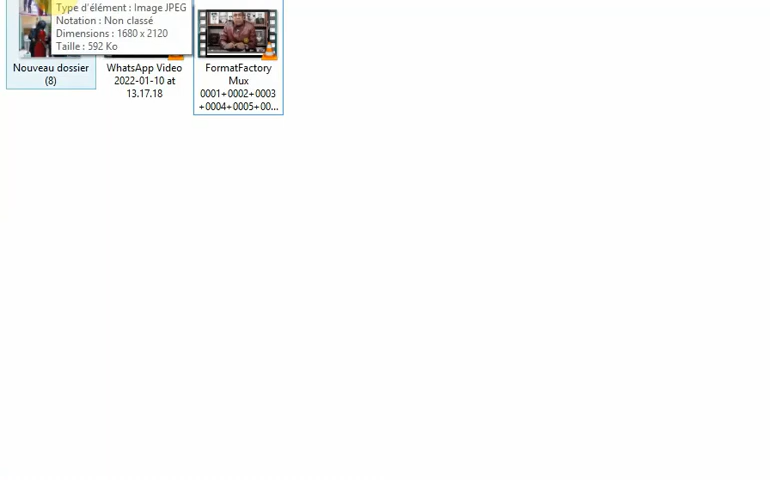 Type d'élément : Image JPEG
Notation : Non classé
Dimensions : 1680 x 2120
Taille : 592 Ko
Nouveau dossier
(8)
WhatsApp Video
2022-01-10 at
13.17.18
FormatFactory
Mux
0001+0002+0003
+0004+0005+00...